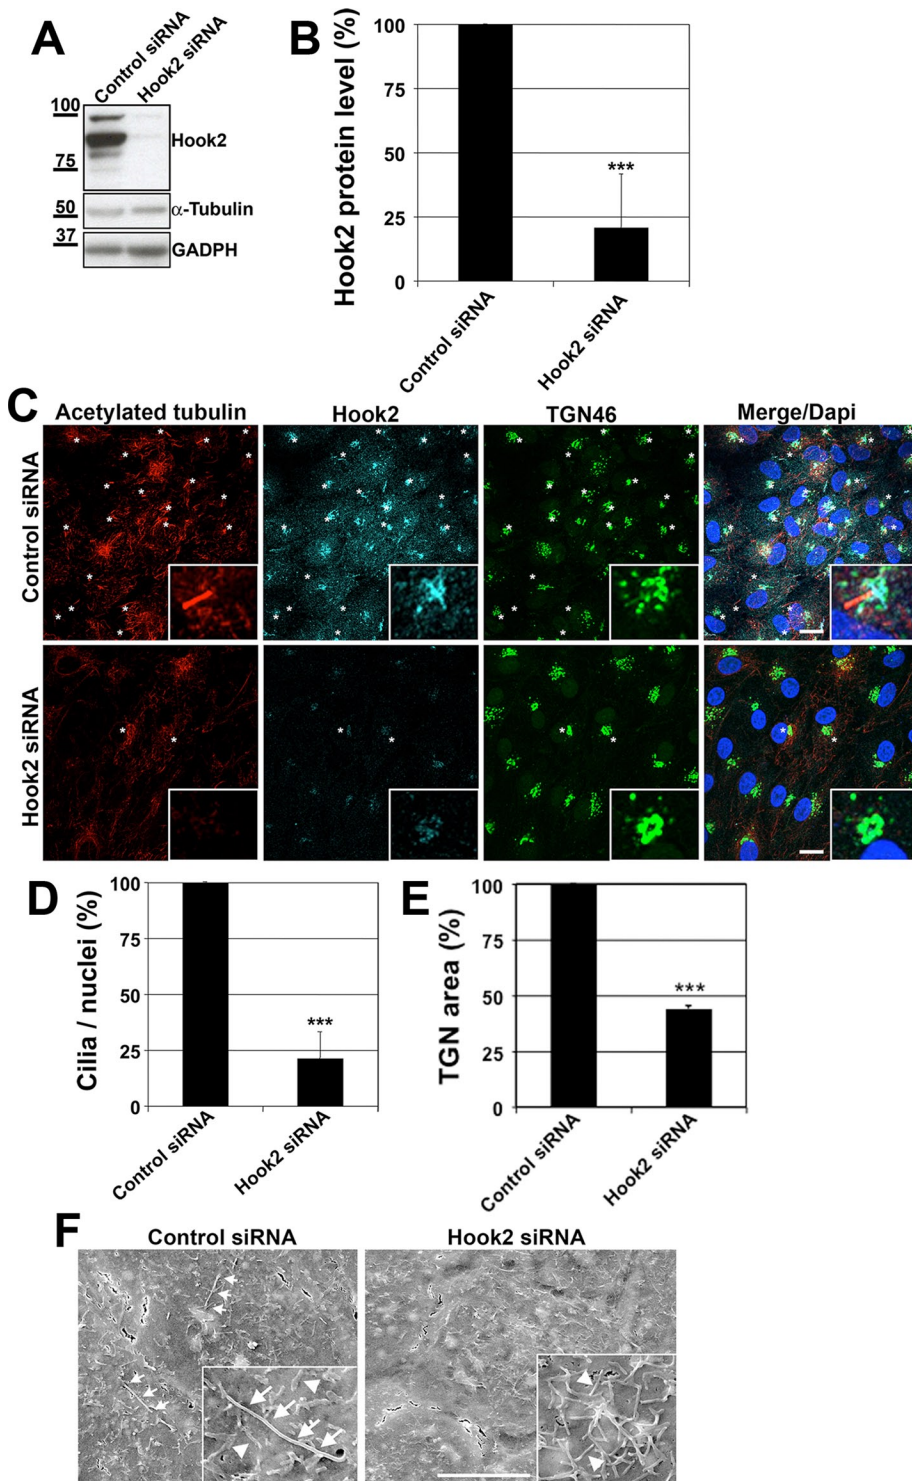 A
Control siRNA
Hook2 siRNA
100
75
50
37
Hook2
α-Tubulin
GADPH
B
Hook2 protein level (%)
100
75
50
25
0
***
Control siRNA
Hook2 siRNA
C
Acetylated tubulin
Hook2
TGN46
Merge/Dapi
Control siRNA
* * * * * * * * * * * * * * * *
Hook2 siRNA
* *
D
Cilia / nuclei (%)
100
75
50
25
0
***
Control siRNA
Hook2 siRNA
E
TGN area (%)
100
75
50
25
0
***
Control siRNA
Hook2 siRNA
F
Control siRNA
Hook2 siRNA